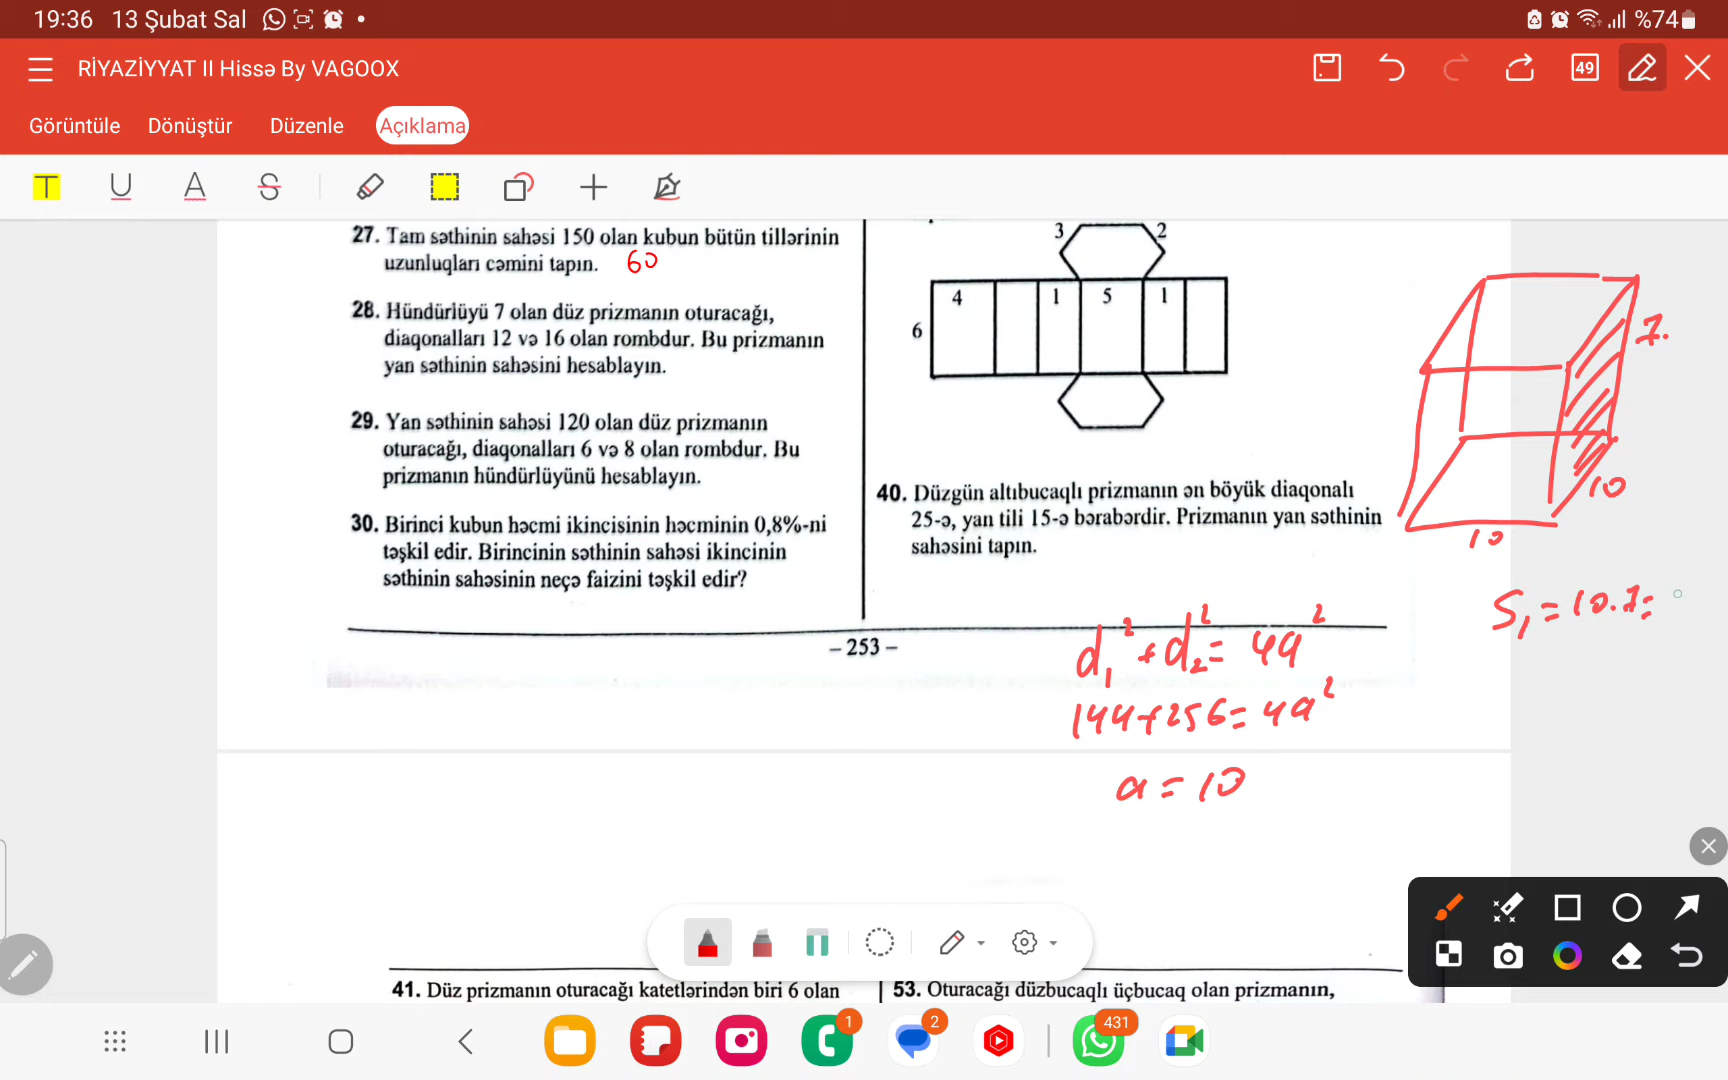 19:36 13 Şubat Sal
%74
RİYAZİYYAT II Hissə By VAGOOX
49
Görüntüle Dönüştür Düzenle Açıklama
T U A S
27. Tam səthinin sahəsi 150 olan kubun bütün tillərinin
uzunluqları cəmini tapın. 60
28. Hündürlüyü 7 olan düz prizmanın oturacağı,
diaqonalları 12 və 16 olan rombdur. Bu prizmanın
yan səthinin sahəsini hesablayın.
29. Yan səthinin sahəsi 120 olan düz prizmanın
oturacağı, diaqonalları 6 və 8 olan rombdur. Bu
prizmanın hündürlüyünü hesablayın.
30. Birinci kubun həcmi ikincisinin həcminin 0,8%-ni
təşkil edir. Birincinin səthinin sahəsi ikincinin
səthinin sahəsinin neçə faizini təşkil edir?
3 2
4 1 5 1
6
40. Düzgün altıbucaqlı prizmanın ən böyük diaqonalı
25-ə, yan tili 15-ə bərabərdir. Prizmanın yan səthinin
sahəsini tapın.
7.
10
10
S₁ = 10.7=
– 253 –
d₁² + d₂² = 4a²
144+256=4a²
a = 10
41. Düz prizmanın oturacağı katetlərindən biri 6 olan
53. Oturacağı düzbucaqlı üçbucaq olan prizmanın,
1 2 431